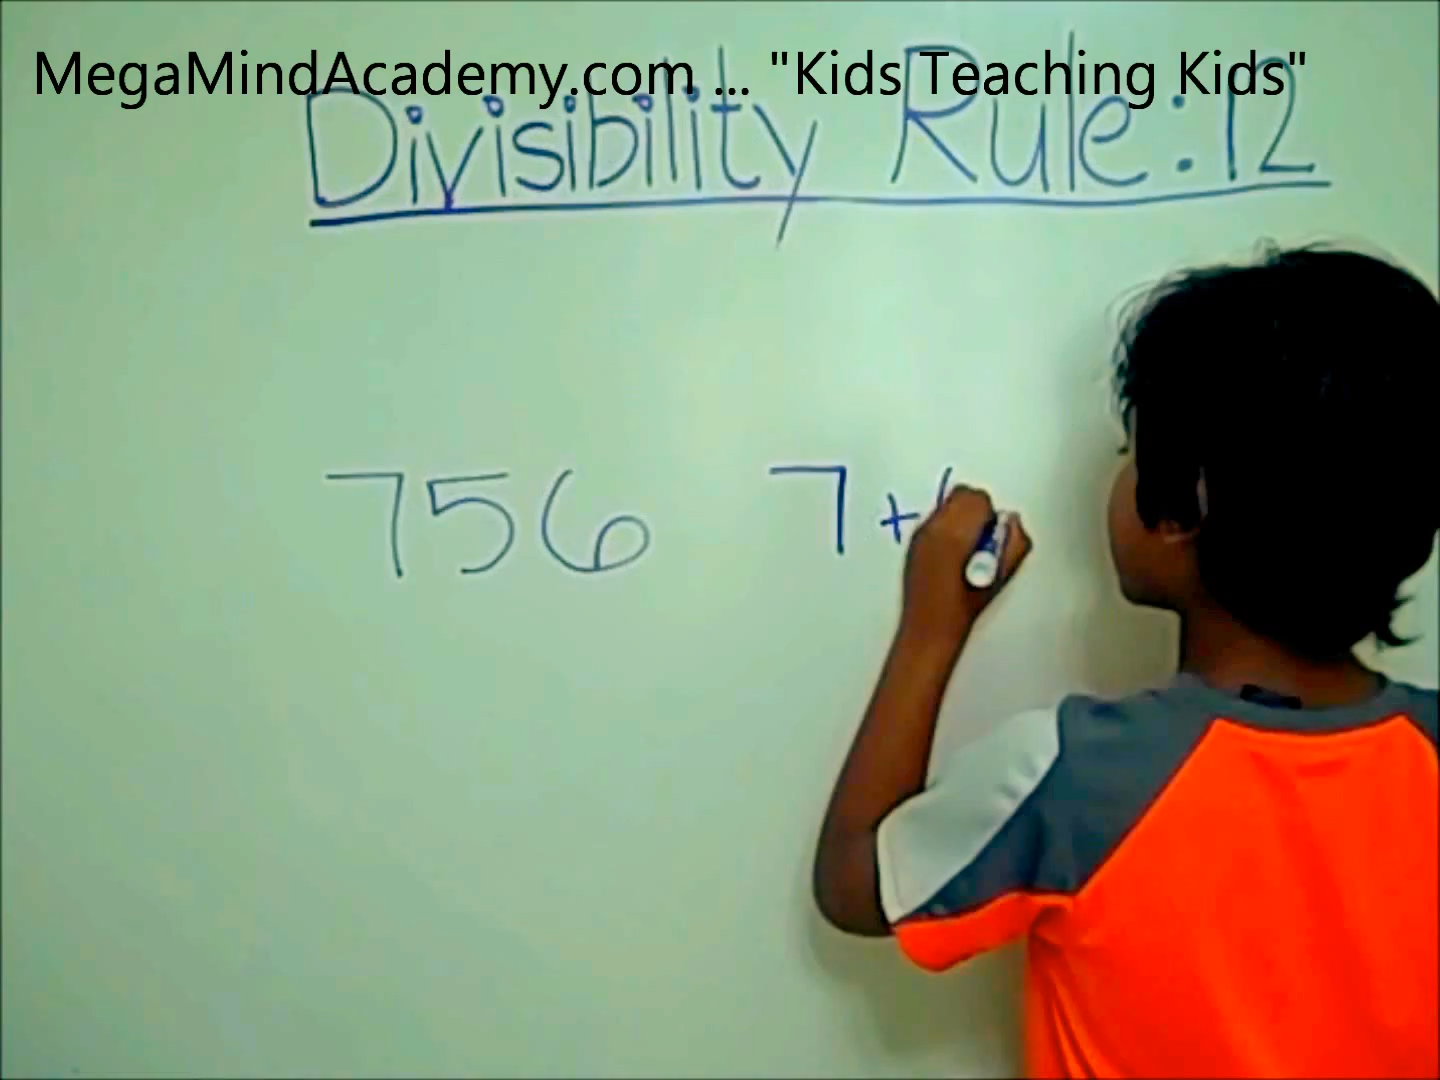 MegaMindAcademy.com ... "Kids Teaching Kids"
Divisibility Rule: 12
756 7+